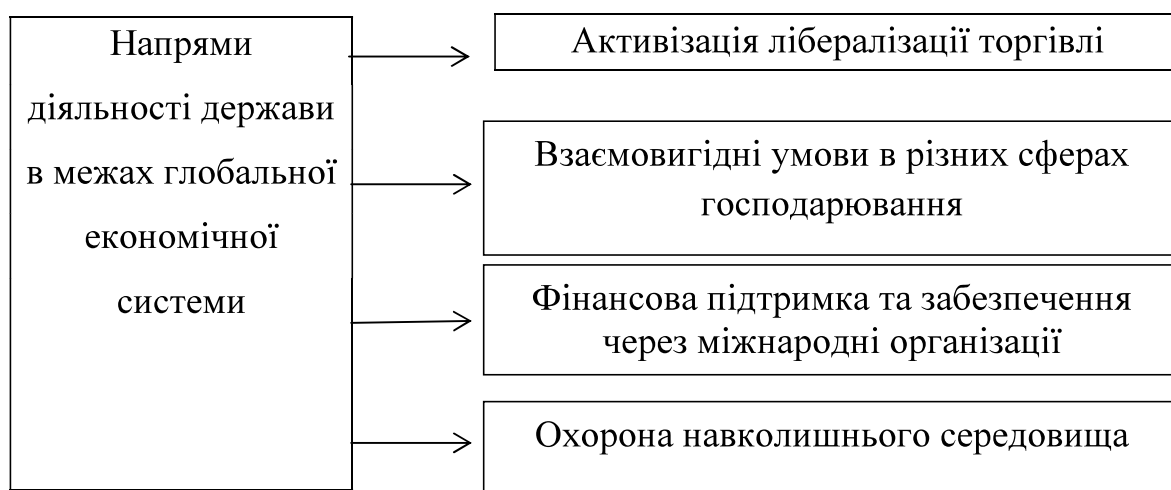 Напрями
діяльності держави
в межах глобальної
економічної
системи
Активізація лібералізації торгівлі
Взаємовигідні умови в різних сферах
господарювання
Фінансова підтримка та забезпечення
через міжнародні організації
Охорона навколишнього середовища